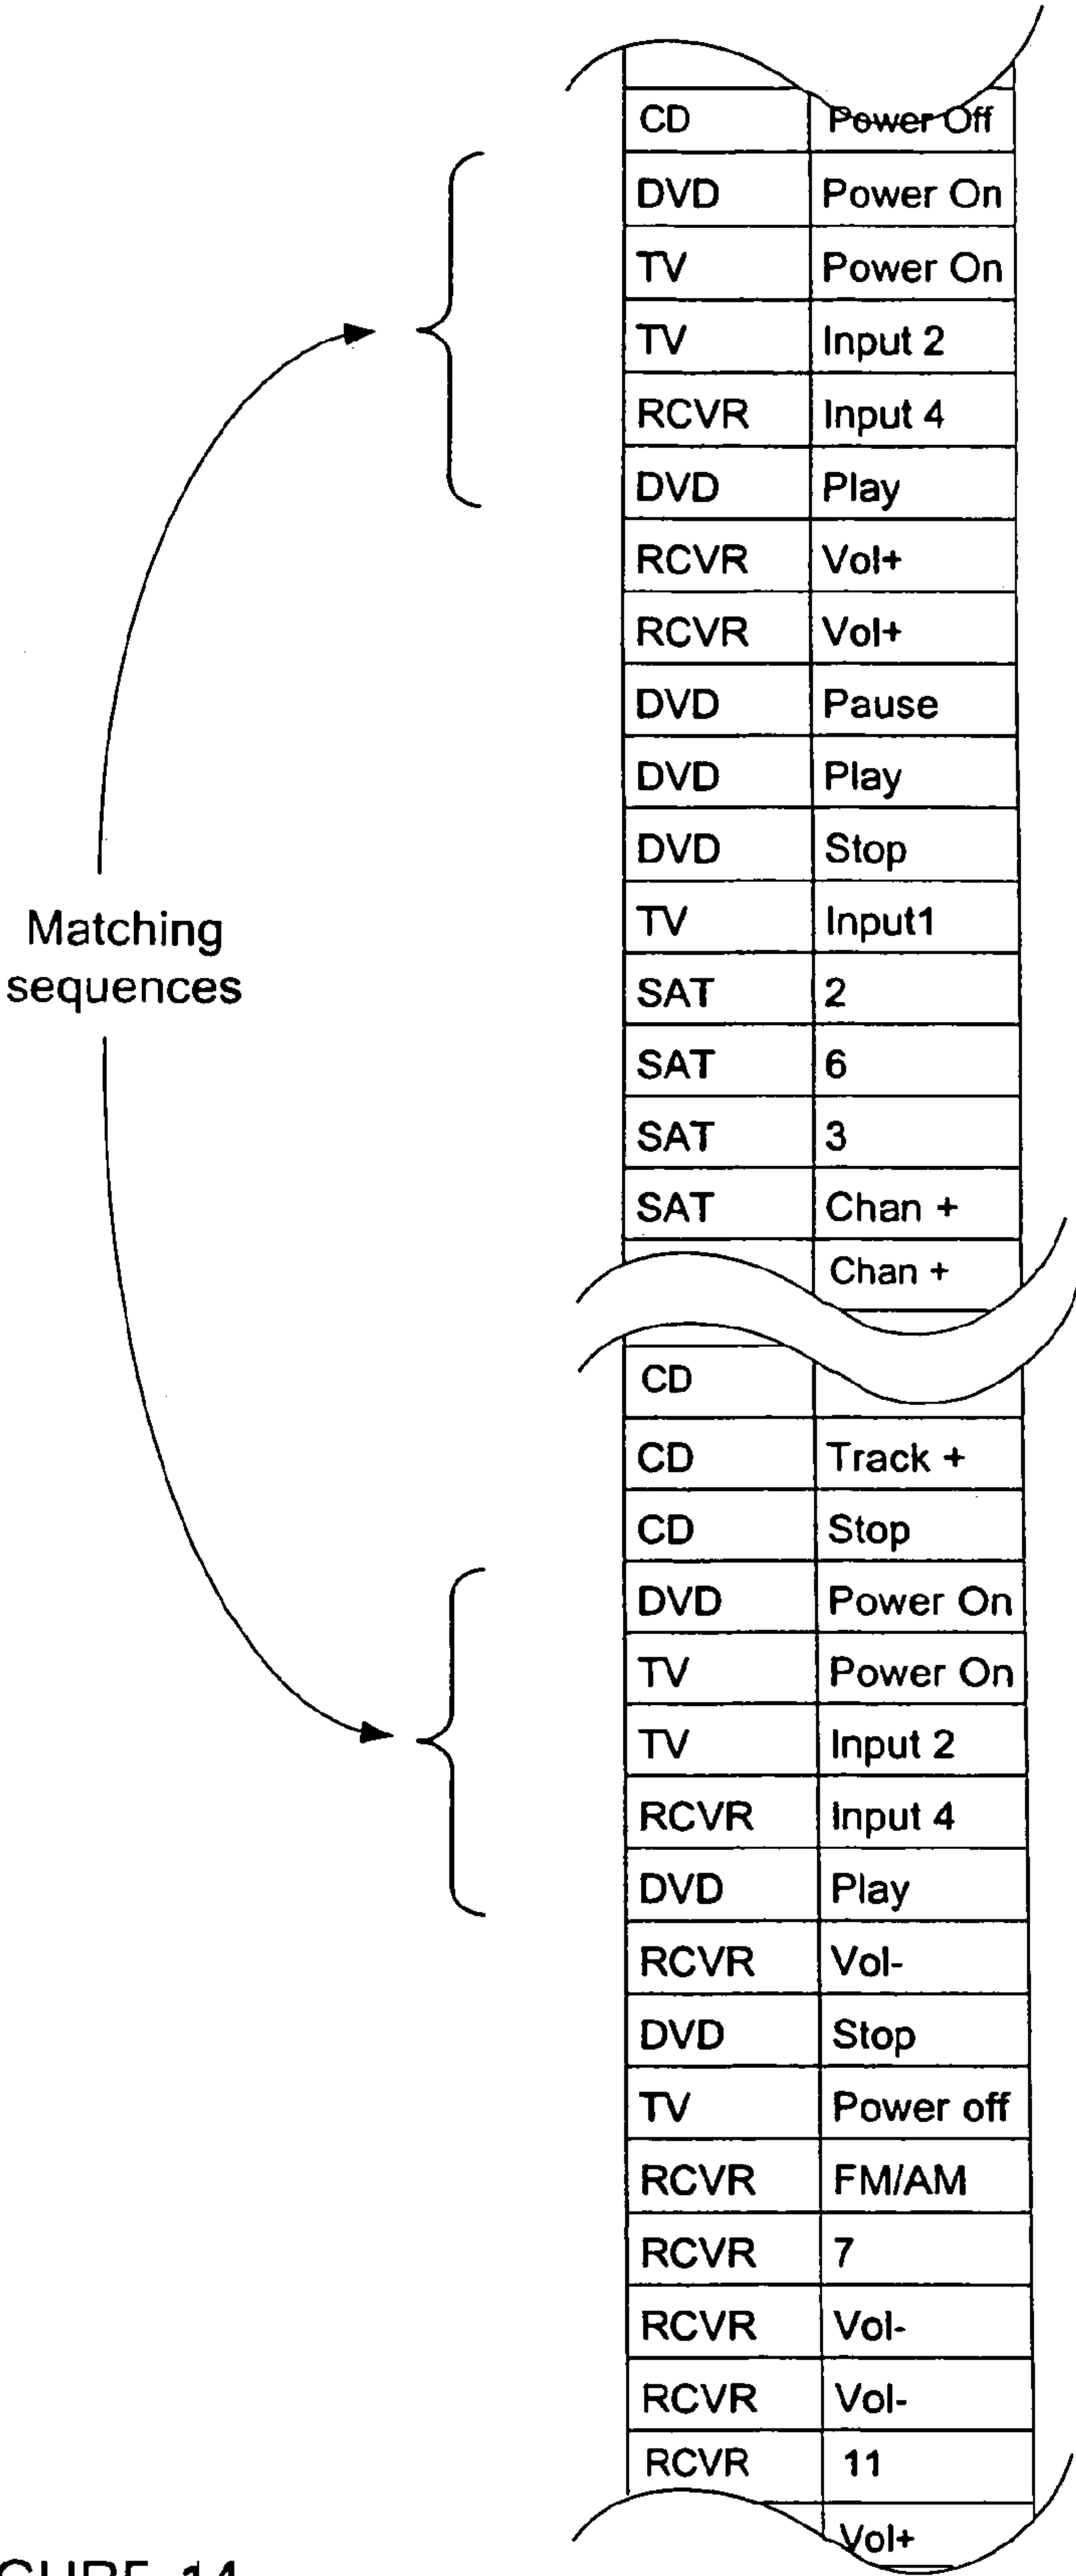 CD Power Off
DVD Power On
TV Power On
TV Input 2
RCVR Input 4
DVD Play
RCVR Vol+
RCVR Vol+
DVD Pause
DVD Play
DVD Stop
TV Input1
Matching
sequences
SAT 2
SAT 6
SAT 3
SAT Chan +
Chan +
CD
CD Track +
CD Stop
DVD Power On
TV Power On
TV Input 2
RCVR Input 4
DVD Play
RCVR Vol-
DVD Stop
TV Power off
RCVR FM/AM
RCVR 7
RCVR Vol-
RCVR Vol-
RCVR 11
Vol+